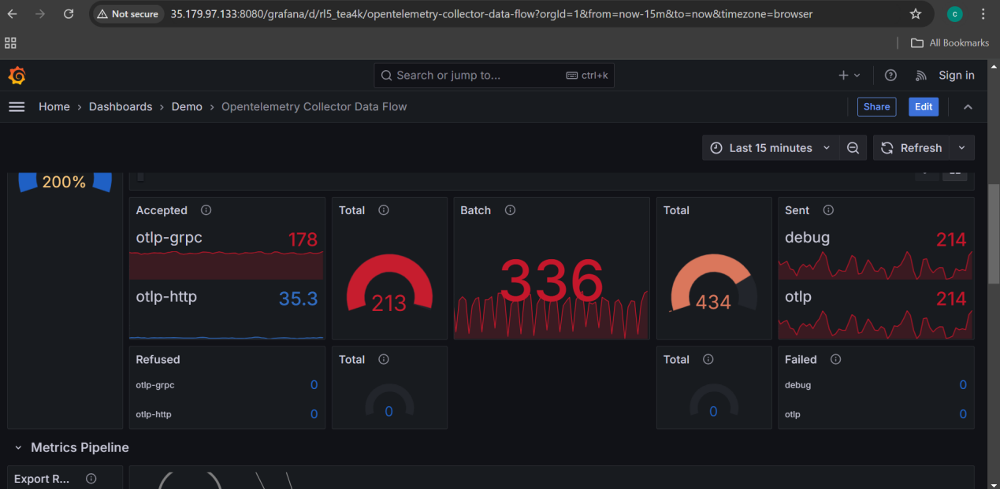 Not secure 35.179.97.133:8080/grafana/d/rl5_tea4k/opentelemetry-collector-data-flow?orgId=1&from=now-15m&to=now&timezone=browser C
All Bookmarks
Search or jump to... ctrl+k Sign in
Home › Dashboards › Demo › Opentelemetry Collector Data Flow Share Edit
Last 15 minutes Refresh
200%
Accepted
otlp-grpc 178
otlp-http 35.3
Total
213
Batch
336
Total
434
Sent
debug 214
otlp 214
Refused
otlp-grpc 0
otlp-http 0
Total
0
Total
0
Failed
debug 0
otlp 0
Metrics Pipeline
Export R...